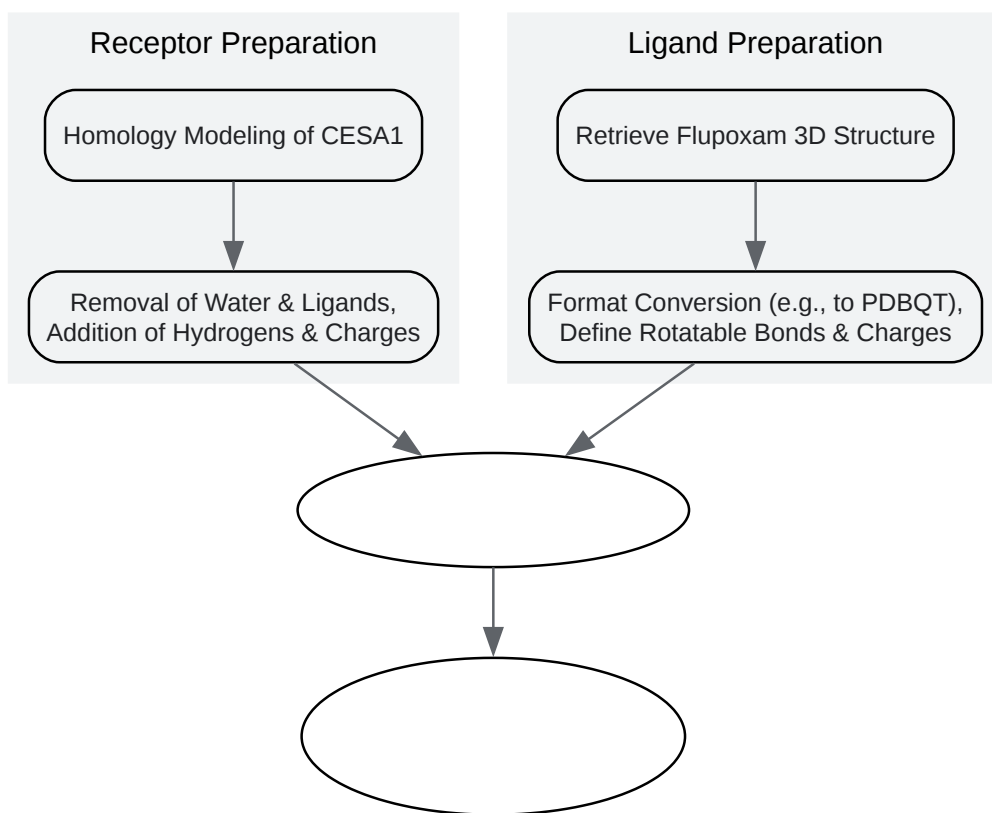 Receptor Preparation
Homology Modeling of CESA1
Removal of Water & Ligands,
Addition of Hydrogens & Charges
Ligand Preparation
Retrieve Flupoxam 3D Structure
Format Conversion (e.g., to PDBQT),
Define Rotatable Bonds & Charges